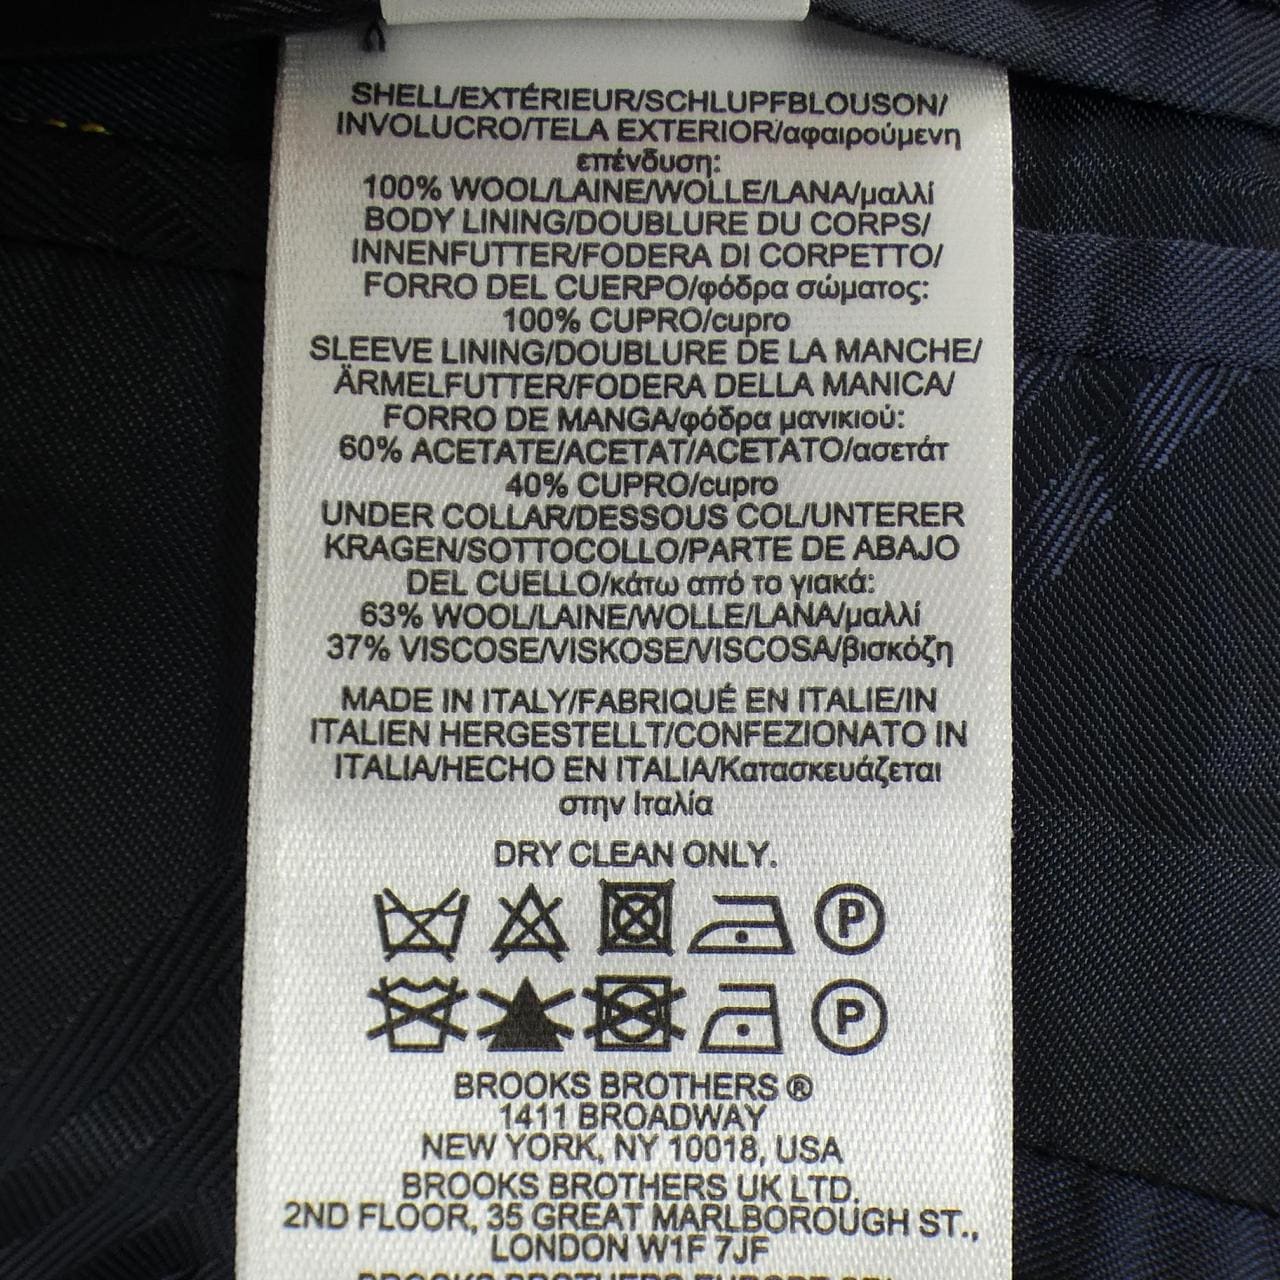 SHELL/EXTÉRIEUR/SCHLUPFBLOUSON/
INVOLUCRO/TELA EXTERIOR/αφαιρούμενη
επένδυση:
100% WOOL/LAINE/WOLLE/LANA/μαλλί
BODY LINING/DOUBLURE DU CORPS/
INNENFUTTER/FODERA DI CORPETTO/
FORRO DEL CUERPO/φόδρα σώματος:
100% CUPRO/cupro
SLEEVE LINING/DOUBLURE DE LA MANCHE/
ÄRMELFUTTER/FODERA DELLA MANICA/
FORRO DE MANGA/φόδρα μανικιού:
60% ACETATE/ACETAT/ACETATO/ασετάτ
40% CUPRO/cupro
UNDER COLLAR/DESSOUS COL/UNTERER
KRAGEN/SOTTOCOLLO/PARTE DE ABAJO
DEL CUELLO/κάτω από το γιακά:
63% WOOL/LAINE/WOLLE/LANA/μαλλί
37% VISCOSE/VISKOSE/VISCOSA/βισκόζη
MADE IN ITALY/FABRIQUÉ EN ITALIE/IN
ITALIEN HERGESTELLT/CONFEZIONATO IN
ITALIA/HECHO EN ITALIA/Κατασκευάζεται
στην Ιταλία
DRY CLEAN ONLY.
P
P
BROOKS BROTHERS ®
1411 BROADWAY
NEW YORK, NY 10018, USA
BROOKS BROTHERS UK LTD.
2ND FLOOR, 35 GREAT MARLBOROUGH ST.,
LONDON W1F 7JF
BROOKS BROTHERS EUROPE